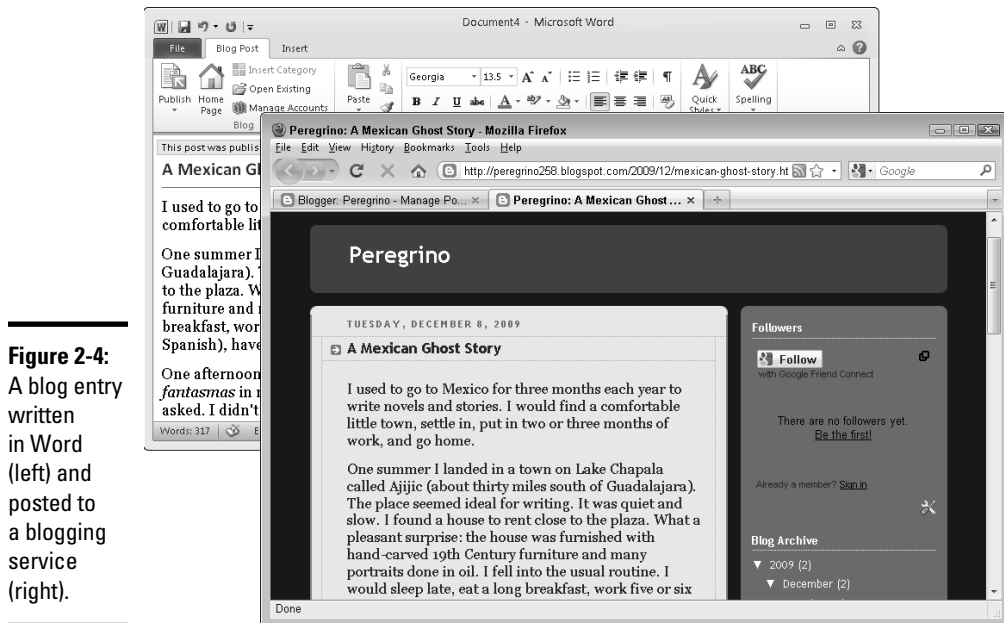 Document4 - Microsoft Word
File Blog Post Insert
Insert Category
Open Existing
Manage Accounts
Publish Home Page
Blog
Paste
Georgia 13.5
B I U abc A
Quick Styles
ABC
Spelling
This post was publis
A Mexican Gh
I used to go to
comfortable lit
One summer I
Guadalajara).
to the plaza. W
furniture and
breakfast, wor
Spanish), have
One afternoon
fantasmas in
asked. I didn't
Words: 317
Peregrino: A Mexican Ghost Story - Mozilla Firefox
File Edit View History Bookmarks Tools Help
http://peregrino258.blogspot.com/2009/12/mexican-ghost-story.ht
Google
Blogger: Peregrino - Manage Po...
Peregrino: A Mexican Ghost ...
Peregrino
TUESDAY, DECEMBER 8, 2009
A Mexican Ghost Story
I used to go to Mexico for three months each year to
write novels and stories. I would find a comfortable
little town, settle in, put in two or three months of
work, and go home.
One summer I landed in a town on Lake Chapala
called Ajijic (about thirty miles south of Guadalajara).
The place seemed ideal for writing. It was quiet and
slow. I found a house to rent close to the plaza. What a
pleasant surprise: the house was furnished with
hand-carved 19th Century furniture and many
portraits done in oil. I fell into the usual routine. I
would sleep late, eat a long breakfast, work five or six
Followers
Follow
with Google Friend Connect
There are no followers yet.
Be the first!
Already a member? Sign in
Blog Archive
▼ 2009 (2)
▼ December (2)
Done
Figure 2-4:
A blog entry
written
in Word
(left) and
posted to
a blogging
service
(right).